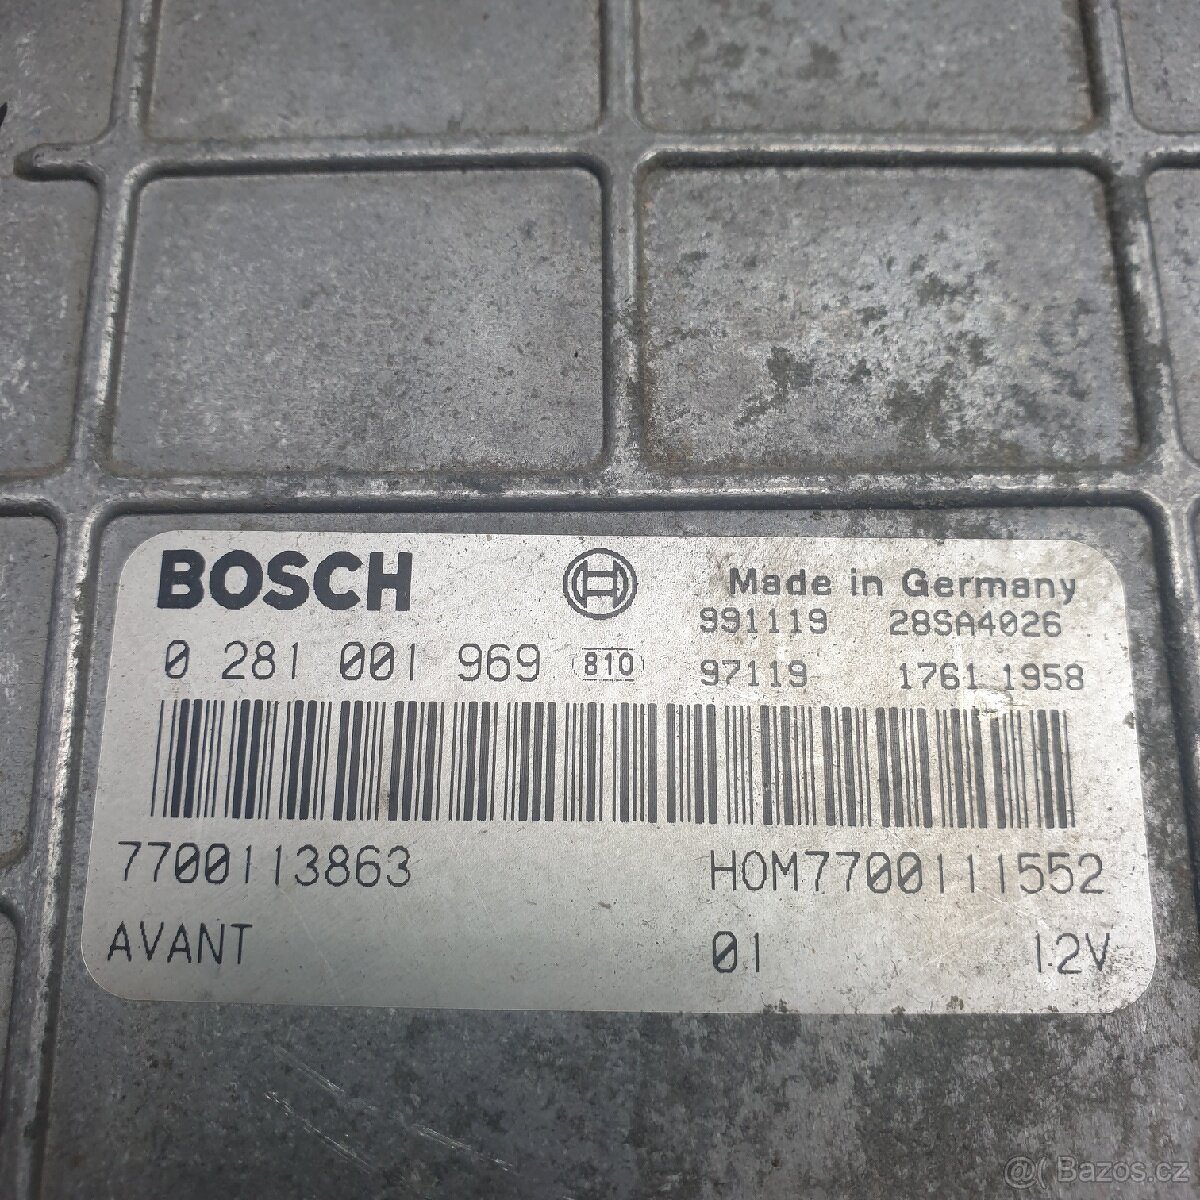 BOSCH
Made in Germany
991119 28SA4026
0 281 001 969 810
97119 1761 1958
7700113863 HOM7700111552
AVANT 01 12V
@( Bazos.cz